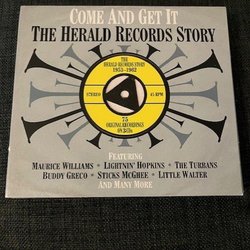 COME AND GET IT
THE HERALD RECORDS STORY
THE
HERALD RECORDS STORY
1953-1962
STEREO 45 RPM
75
ORIGINAL RECORDINGS
ON 3CDs
FEATURING
MAURICE WILLIAMS • LIGHTNIN' HOPKINS • THE TURBANS
BUDDY GRECO • STICKS MCGHEE • LITTLE WALTER
AND MANY MORE